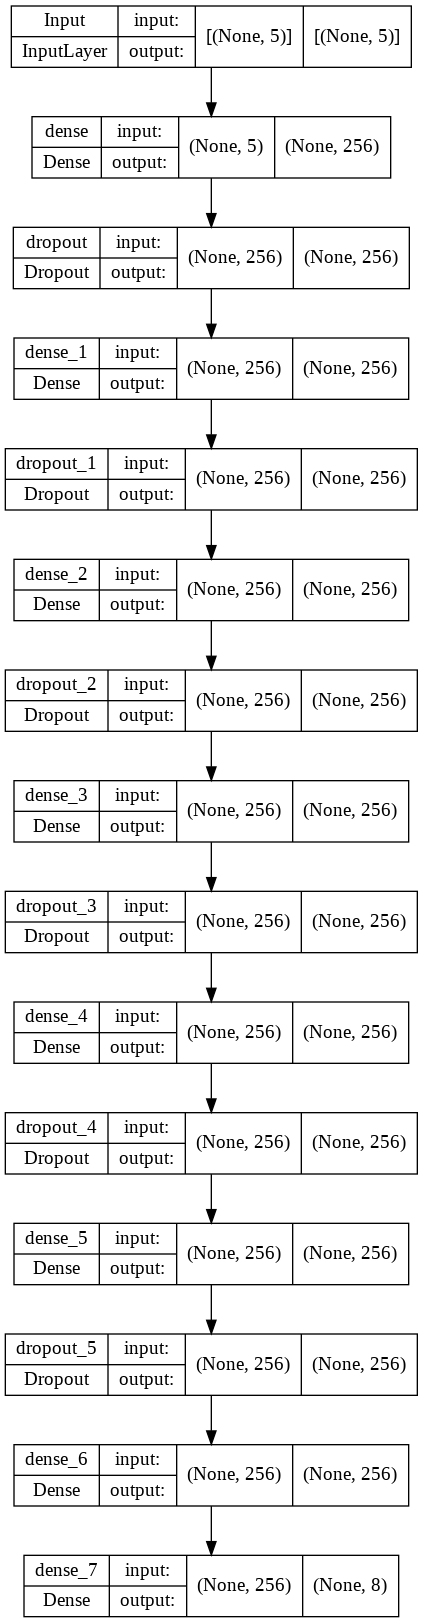 Input input: [(None, 5)] [(None, 5)]
InputLayer output:
dense input: (None, 5) (None, 256)
Dense output:
dropout input: (None, 256) (None, 256)
Dropout output:
dense_1 input: (None, 256) (None, 256)
Dense output:
dropout_1 input: (None, 256) (None, 256)
Dropout output:
dense_2 input: (None, 256) (None, 256)
Dense output:
dropout_2 input: (None, 256) (None, 256)
Dropout output:
dense_3 input: (None, 256) (None, 256)
Dense output:
dropout_3 input: (None, 256) (None, 256)
Dropout output:
dense_4 input: (None, 256) (None, 256)
Dense output:
dropout_4 input: (None, 256) (None, 256)
Dropout output:
dense_5 input: (None, 256) (None, 256)
Dense output:
dropout_5 input: (None, 256) (None, 256)
Dropout output:
dense_6 input: (None, 256) (None, 256)
Dense output:
dense_7 input: (None, 256) (None, 8)
Dense output: